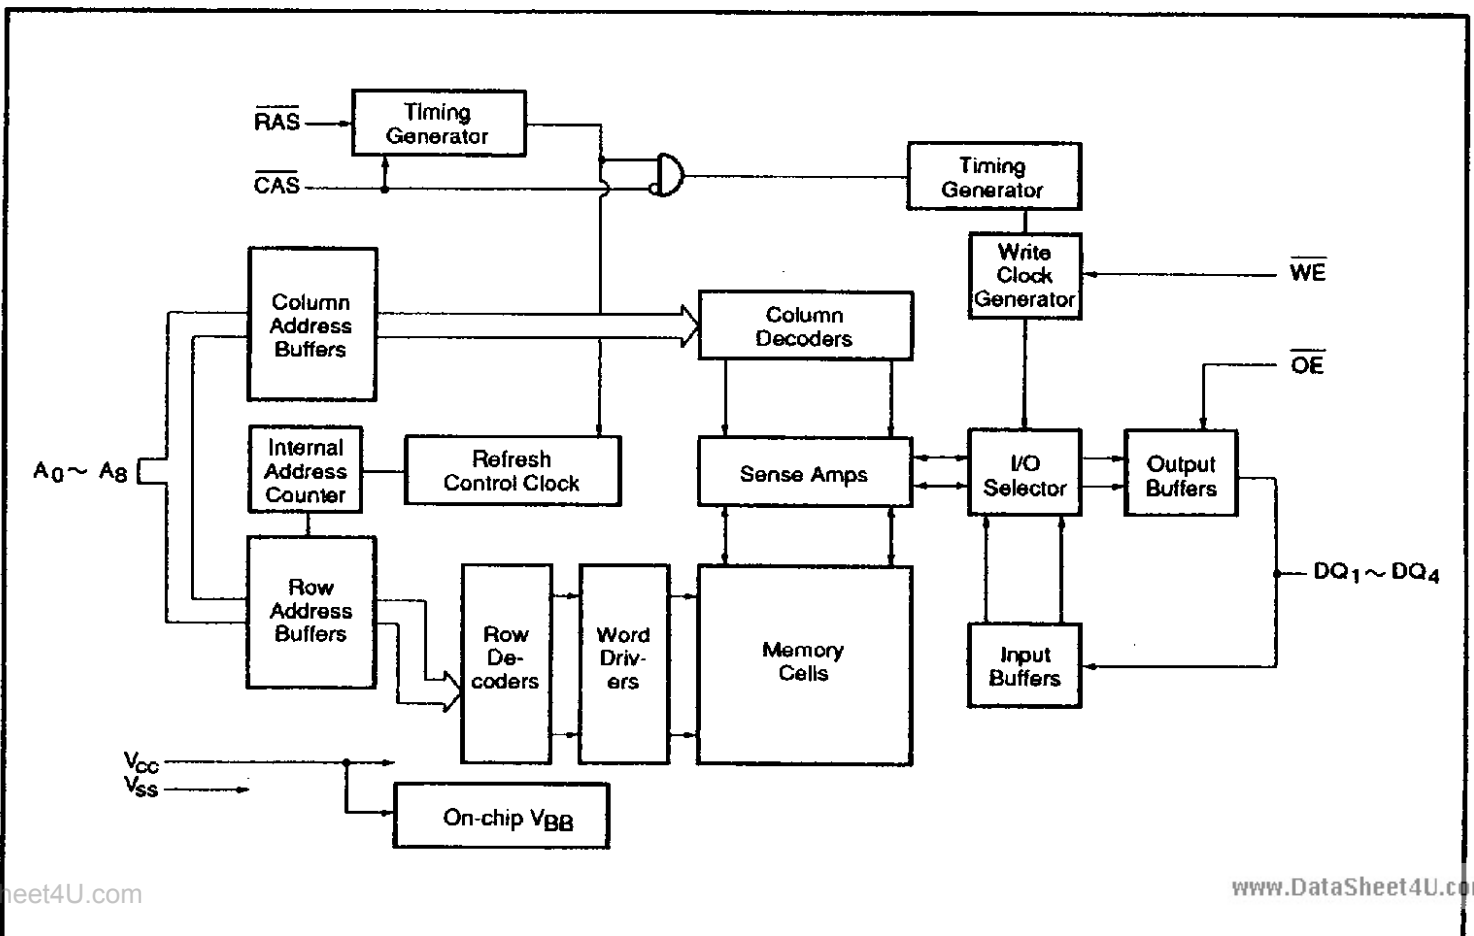 RAS
Timing
Generator
CAS
Timing
Generator
Write
Clock
Generator
WE
Column
Address
Buffers
Column
Decoders
OE
A0~ A8
Internal
Address
Counter
Refresh
Control Clock
Sense Amps
I/O
Selector
Output
Buffers
DQ1~ DQ4
Row
Address
Buffers
Row
De-
coders
Word
Driv-
ers
Memory
Cells
Input
Buffers
VCC
VSS
On-chip VBB
heet4U.com
www.DataSheet4U.co